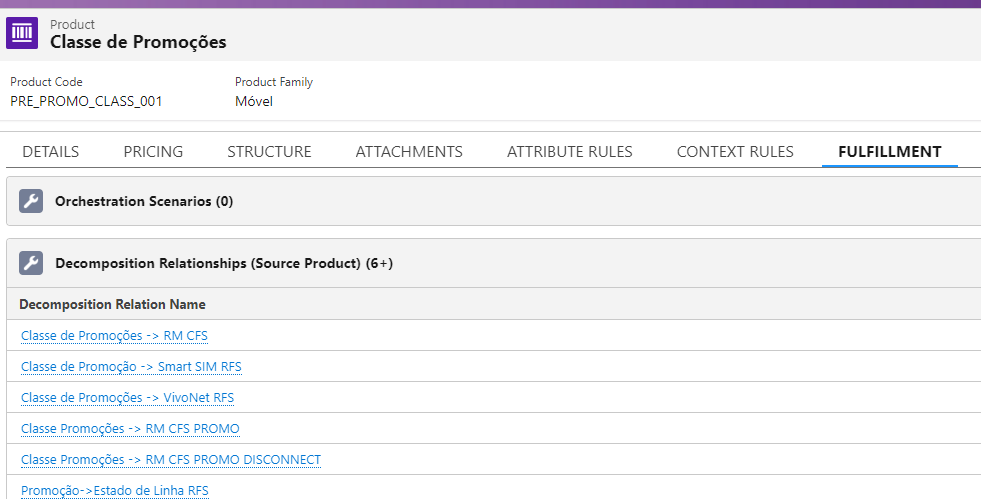 Product
Classe de Promoções
Product Code
Product Family
PRE_PROMO_CLASS_001
Móvel
DETAILS PRICING STRUCTURE ATTACHMENTS ATTRIBUTE RULES CONTEXT RULES FULFILLMENT
Orchestration Scenarios (0)
Decomposition Relationships (Source Product) (6+)
Decomposition Relation Name
Classe de Promoções -> RM CFS
Classe de Promoção -> Smart SIM RFS
Classe de Promoções -> VivoNet RFS
Classe Promoções -> RM CFS PROMO
Classe Promoções -> RM CFS PROMO DISCONNECT
Promoção->Estado de Linha RFS